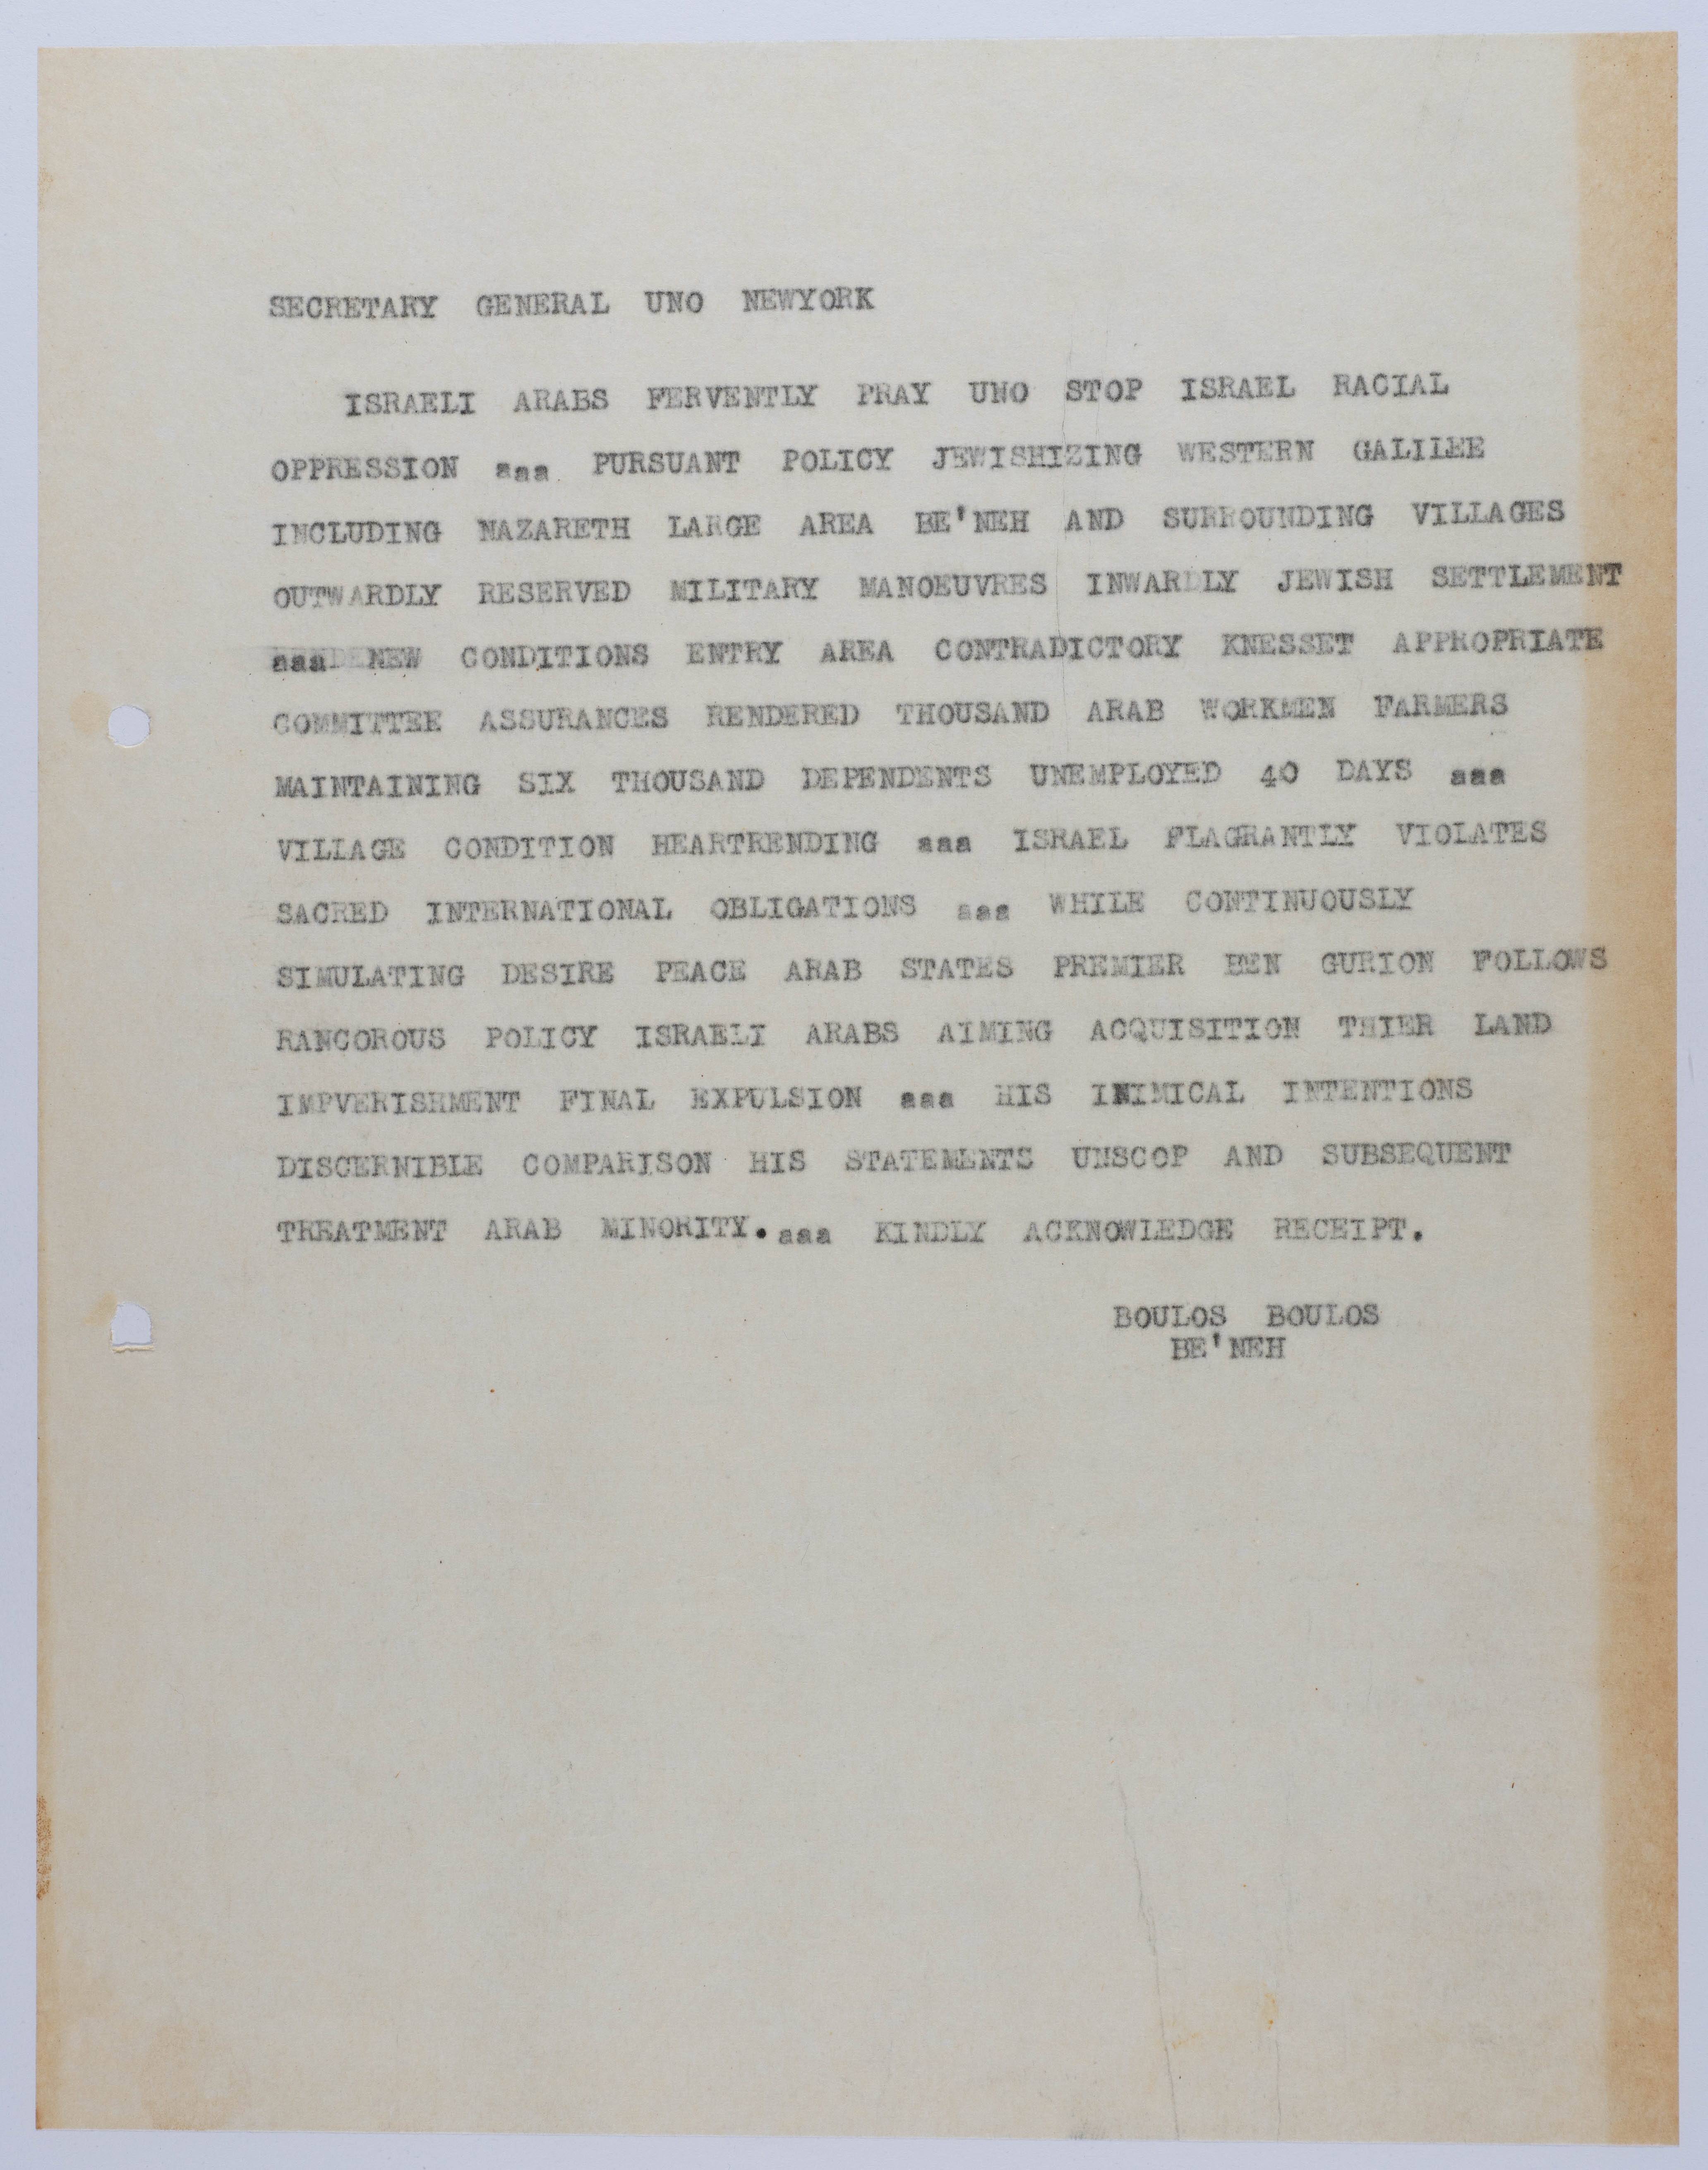 SECRETARY GENERAL UNO NEWYORK
ISRAELI ARABS FERVENTLY PRAY UNO STOP ISRAEL RACIAL
OPPRESSION aaa PURSUANT POLICY JEWISHIZING WESTERN GALILEE
INCLUDING NAZARETH LARGE AREA BE'NEH AND SURROUNDING VILLAGES
OUTWARDLY RESERVED MILITARY MANOEUVRES INWARDLY JEWISH SETTLEMENT
aaa NEW CONDITIONS ENTRY AREA CONTRADICTORY KNESSET APPROPRIATE
COMMITTEE ASSURANCES RENDERED THOUSAND ARAB WORKMEN FARMERS
MAINTAINING SIX THOUSAND DEPENDENTS UNEMPLOYED 40 DAYS aaa
VILLAGE CONDITION HEARTRENDING aaa ISRAEL FLAGRANTLY VIOLATES
SACRED INTERNATIONAL OBLIGATIONS aaa WHILE CONTINUOUSLY
SIMULATING DESIRE PEACE ARAB STATES PREMIER BEN GURION FOLLOWS
RANCOROUS POLICY ISRAELI ARABS AIMING ACQUISITION THIER LAND
IMPVERISHMENT FINAL EXPULSION aaa HIS INIMICAL INTENTIONS
DISCERNIBLE COMPARISON HIS STATEMENTS UNSCOP AND SUBSEQUENT
TREATMENT ARAB MINORITY. aaa KINDLY ACKNOWLEDGE RECEIPT.
BOULOS BOULOS
BE'NEH